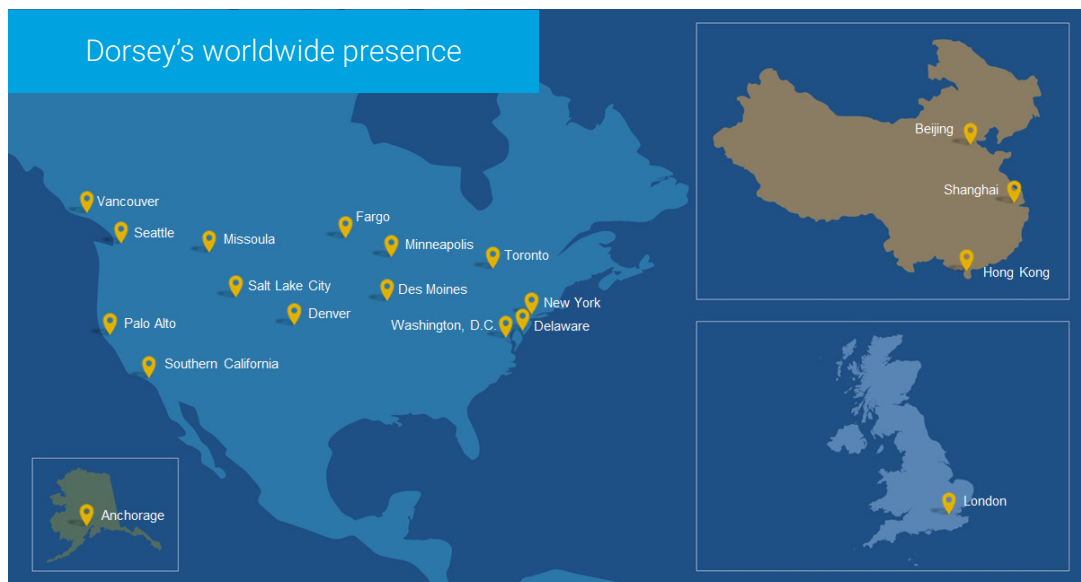 Dorsey's worldwide presence
Vancouver
Seattle
Missoula
Fargo
Minneapolis
Toronto
Salt Lake City
Des Moines
Denver
New York
Washington, D.C.
Delaware
Palo Alto
Southern California
Anchorage
Beijing
Shanghai
Hong Kong
London